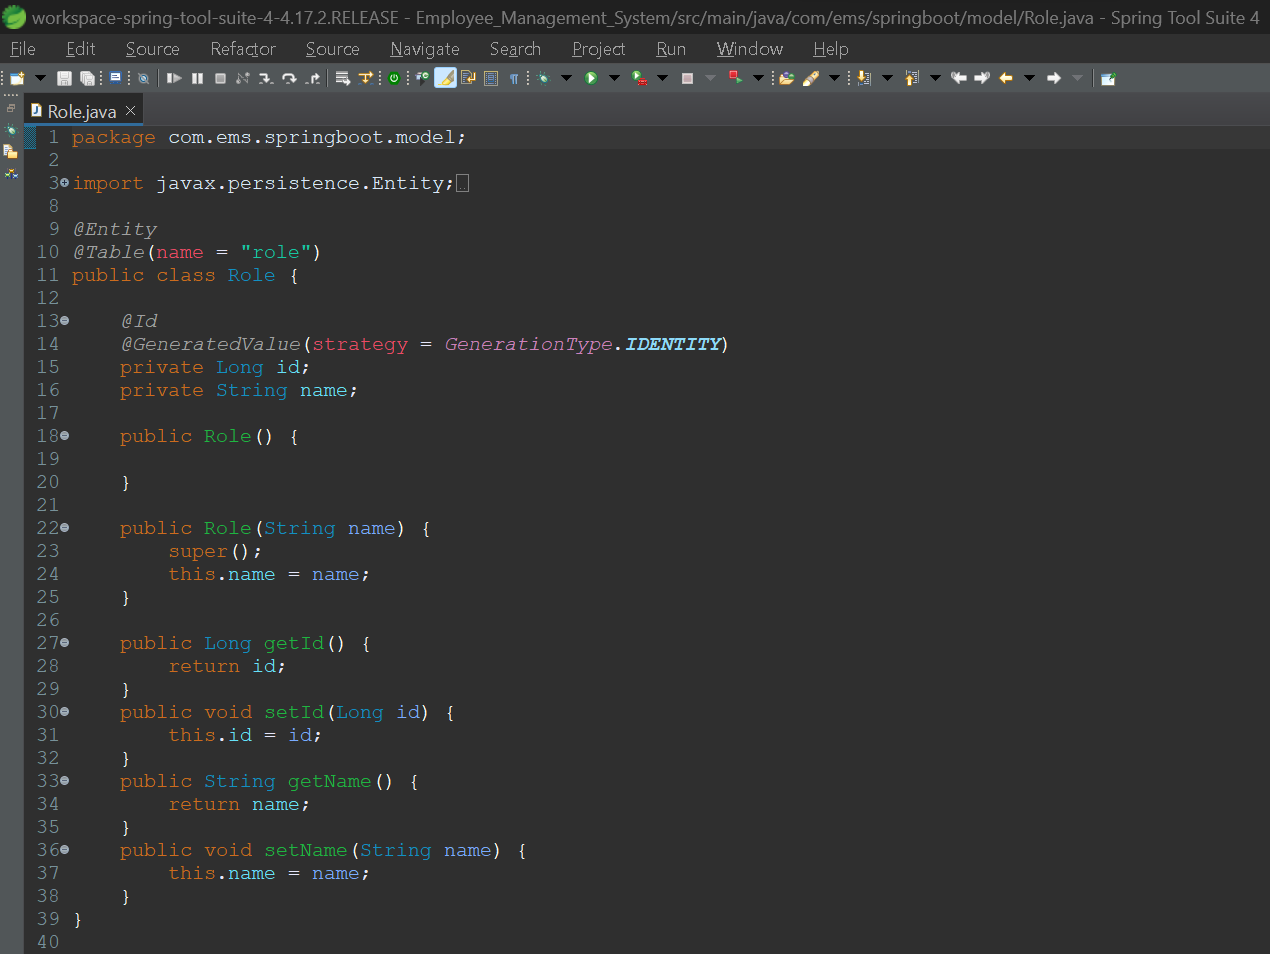 workspace-spring-tool-suite-4-4.17.2.RELEASE - Employee_Management_System/src/main/java/com/ems/springboot/model/Role.java - Spring Tool Suite 4
File Edit Source Refactor Source Navigate Search Project Run Window Help
Role.java
1 package com.ems.springboot.model;
2
3 import javax.persistence.Entity;
8
9 @Entity
10 @Table(name = "role")
11 public class Role {
12
13 @Id
14 @GeneratedValue(strategy = GenerationType.IDENTITY)
15 private Long id;
16 private String name;
17
18 public Role() {
19
20 }
21
22 public Role(String name) {
23 super();
24 this.name = name;
25 }
26
27 public Long getId() {
28 return id;
29 }
30 public void setId(Long id) {
31 this.id = id;
32 }
33 public String getName() {
34 return name;
35 }
36 public void setName(String name) {
37 this.name = name;
38 }
39 }
40